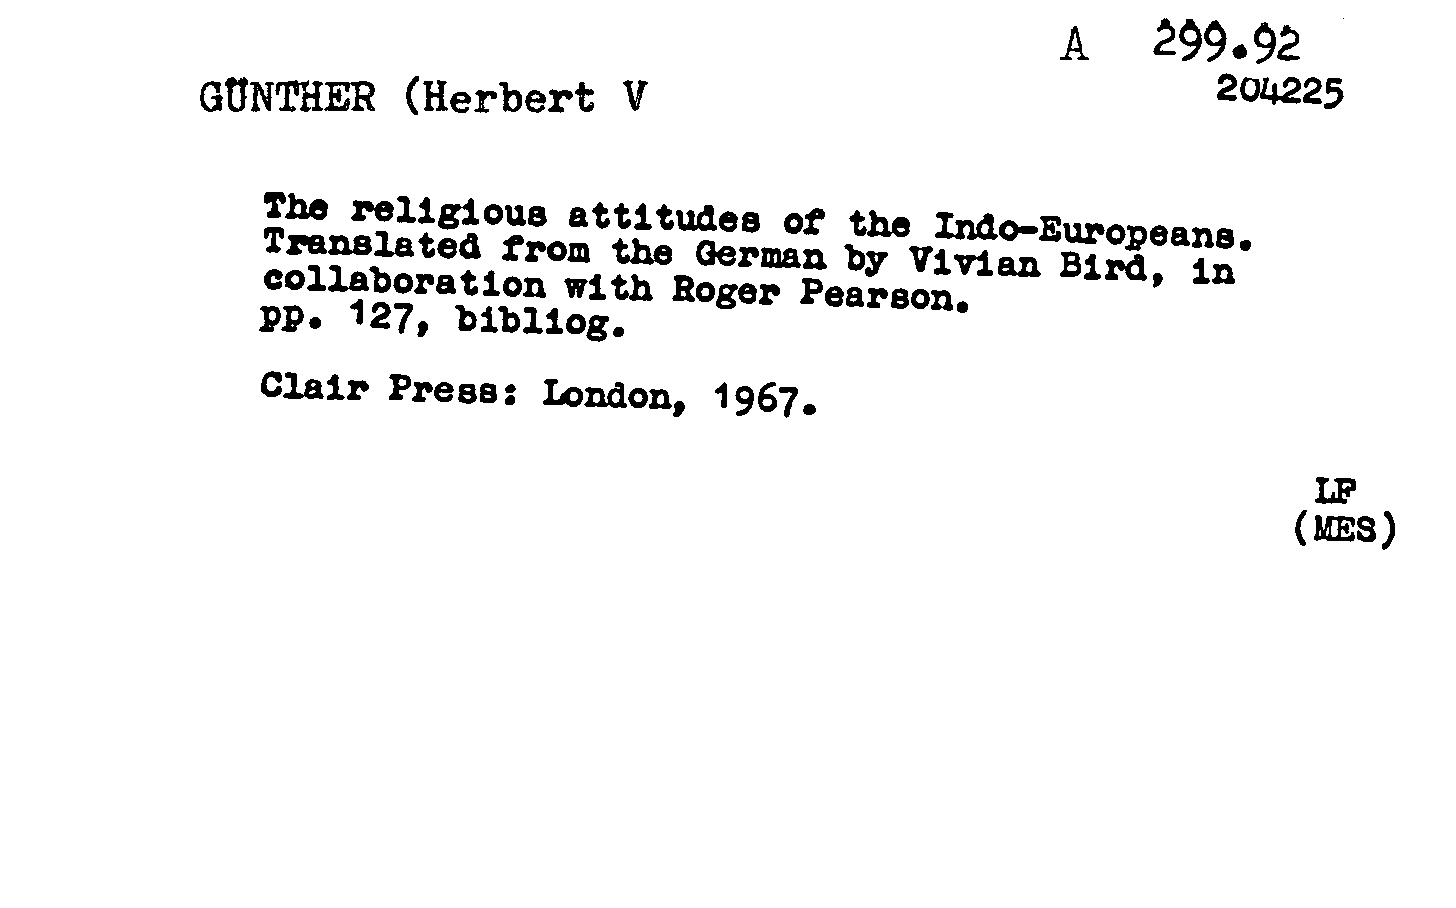 A 299.92
204225
GÜNTHER (Herbert V
The religious attitudes of the Indo-Europeans.
Translated from the German by Vivian Bird, in
collaboration with Roger Pearson.
pp. 127, bibliog.
Clair Press: London, 1967.
LF
(MES)